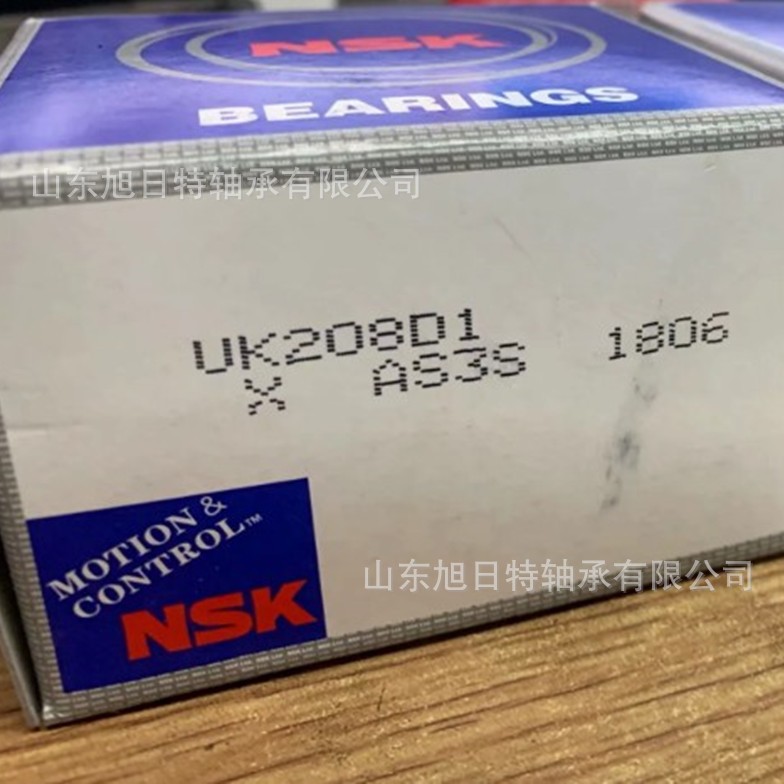 NSK
BEARINGS
山东旭日特轴承有限公司
UK208D1
X AS3S 1806
MOTION &
CONTROL™
NSK
山东旭日特轴承有限公司